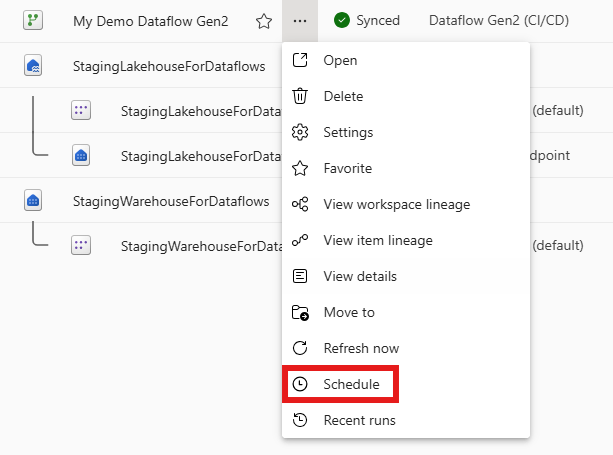 My Demo Dataflow Gen2 ... Synced Dataflow Gen2 (CI/CD)
StagingLakehouseForDataflows
StagingLakehouseForData (default)
StagingLakehouseForData dpoint
StagingWarehouseForDataflows
StagingWarehouseForData (default)
Open
Delete
Settings
Favorite
View workspace lineage
View item lineage
View details
Move to
Refresh now
Schedule
Recent runs